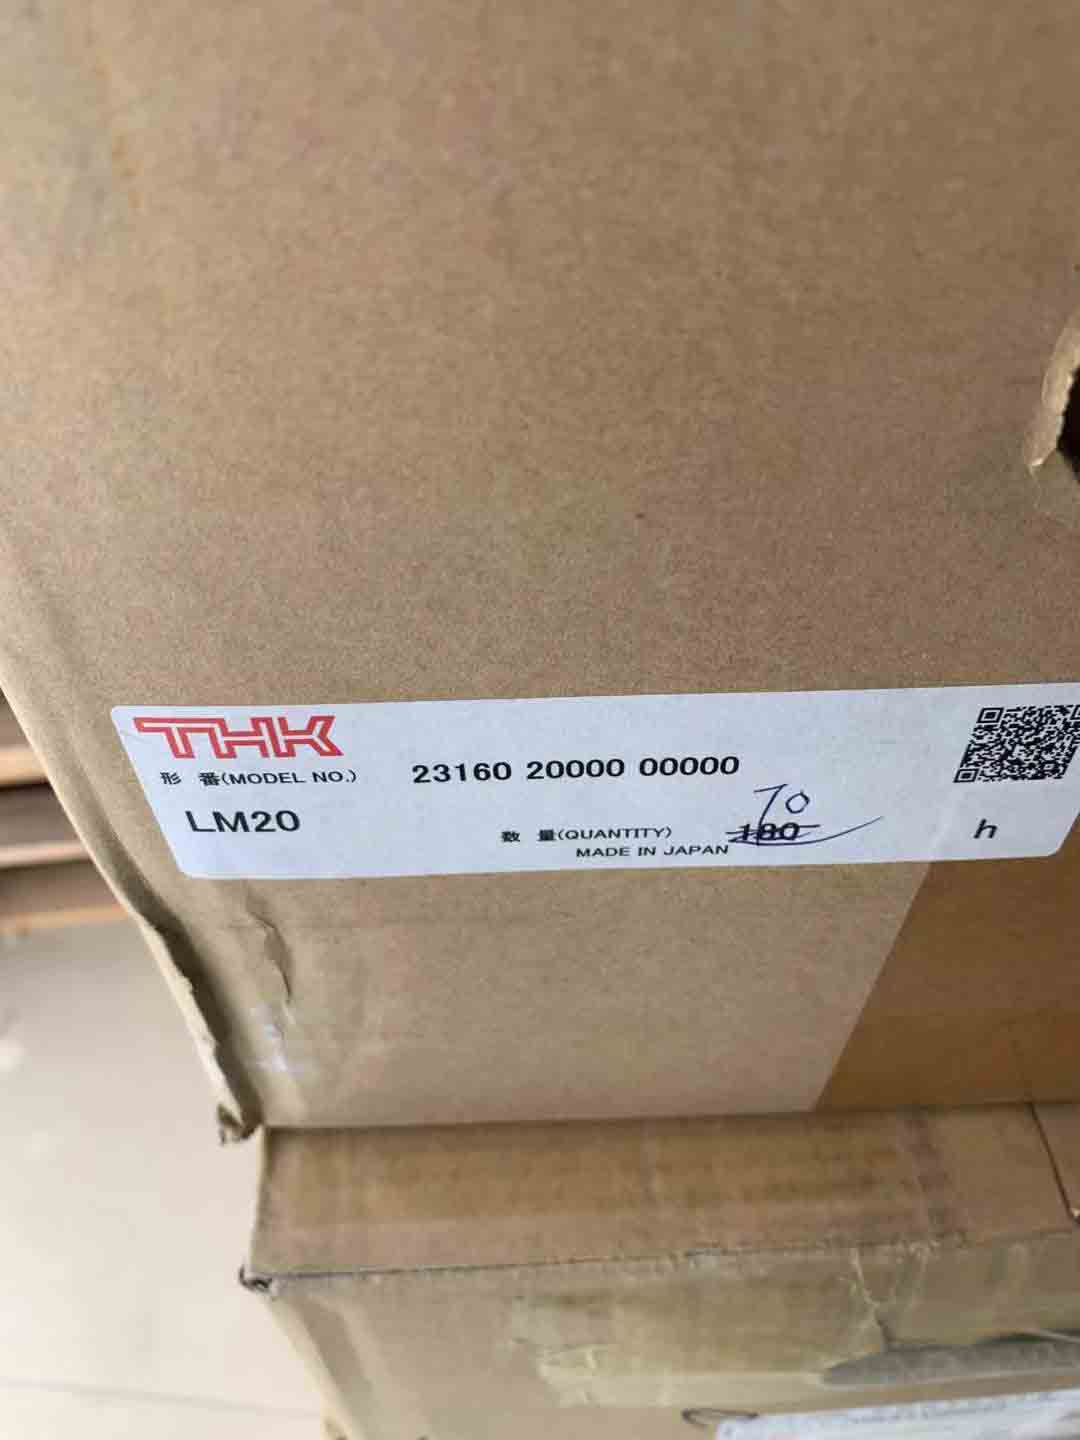 THK
形 番(MODEL NO.) 23160 20000 00000
LM20
70
数 量(QUANTITY) 180 h
MADE IN JAPAN